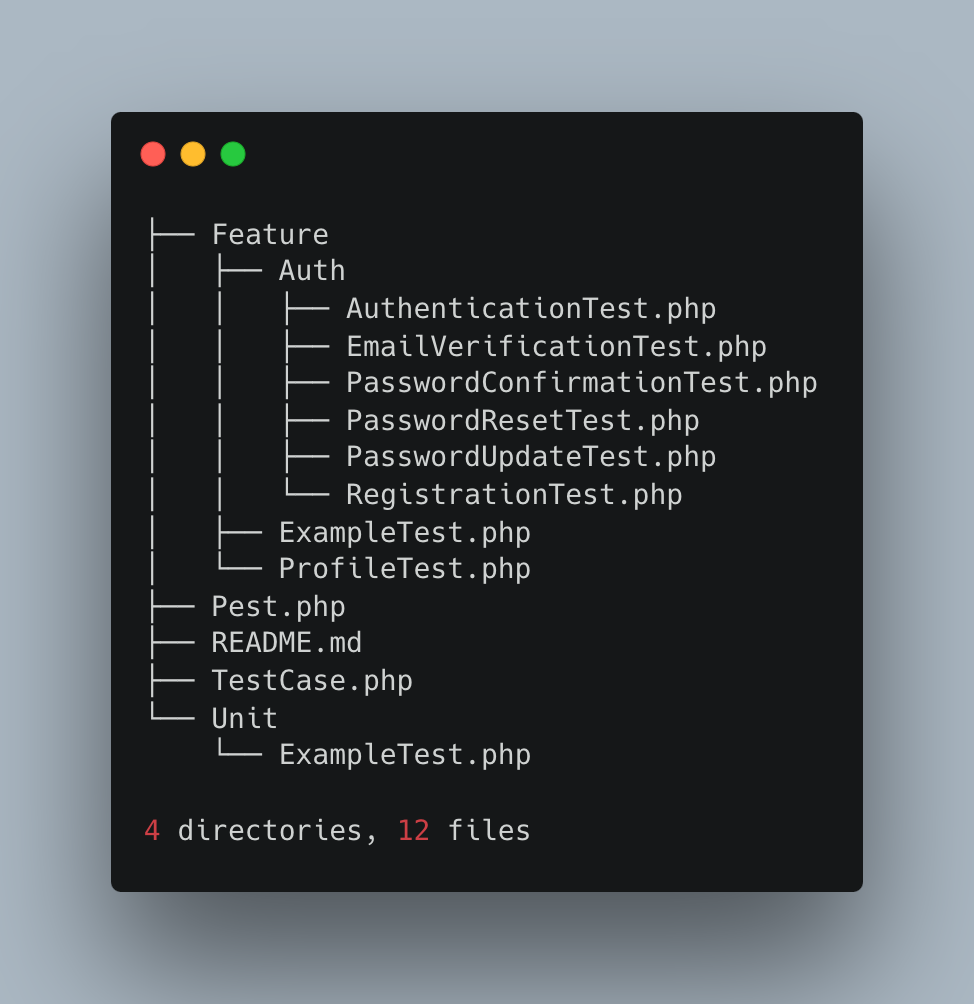 ├── Feature
│   ├── Auth
│   │   ├── AuthenticationTest.php
│   │   ├── EmailVerificationTest.php
│   │   ├── PasswordConfirmationTest.php
│   │   ├── PasswordResetTest.php
│   │   ├── PasswordUpdateTest.php
│   │   └── RegistrationTest.php
│   ├── ExampleTest.php
│   └── ProfileTest.php
├── Pest.php
├── README.md
├── TestCase.php
└── Unit
    └── ExampleTest.php
4 directories, 12 files